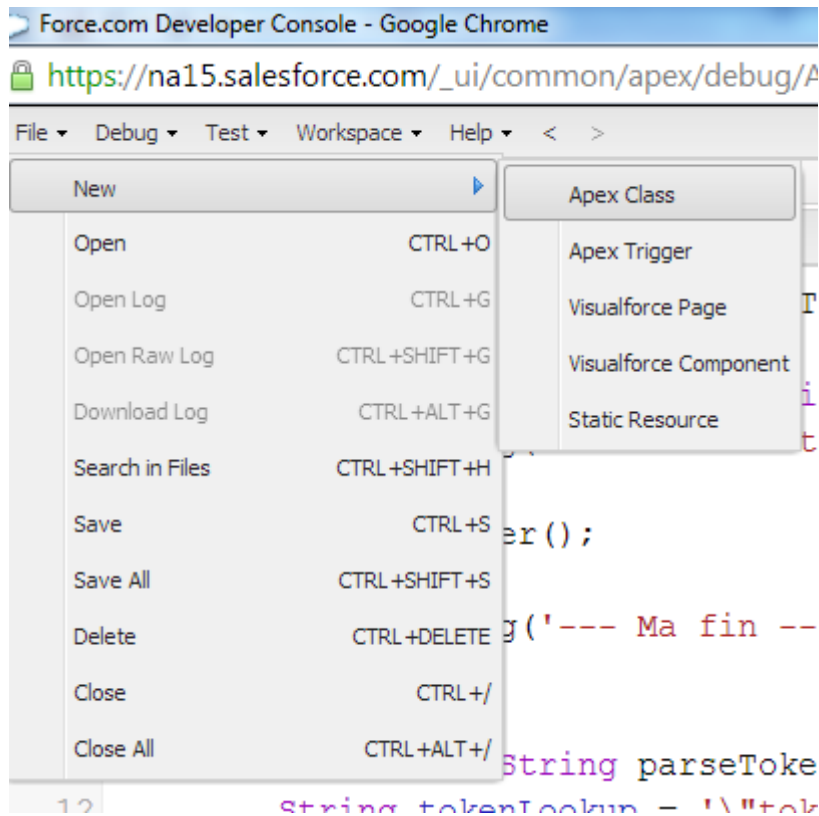 Force.com Developer Console - Google Chrome
https://na15.salesforce.com/_ui/common/apex/debug/A
File Debug Test Workspace Help < >
New
Apex Class
Open CTRL+O
Apex Trigger
Open Log CTRL+G
Visualforce Page
Open Raw Log CTRL+SHIFT+G
Visualforce Component
Download Log CTRL+ALT+G
Static Resource
Search in Files CTRL+SHIFT+H
Save CTRL+S
er();
Save All CTRL+SHIFT+S
Delete CTRL+DELETE
g('--- Ma fin --
Close CTRL+/
Close All CTRL+ALT+/
String parseToke
12 String tokenLookup = '\"tok